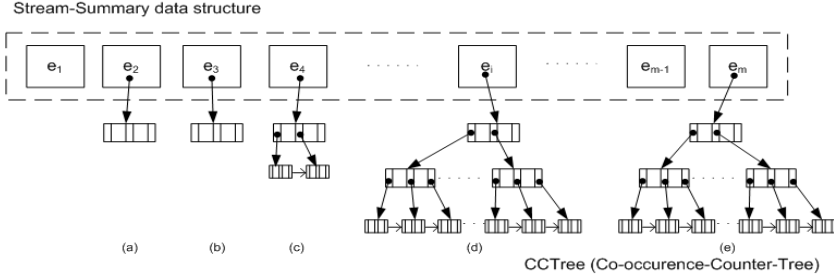 Stream-Summary data structure
e1 e2 e3 e4 ei em-1 em
(a) (b) (c) (d) (e)
CCTree (Co-occurence-Counter-Tree)